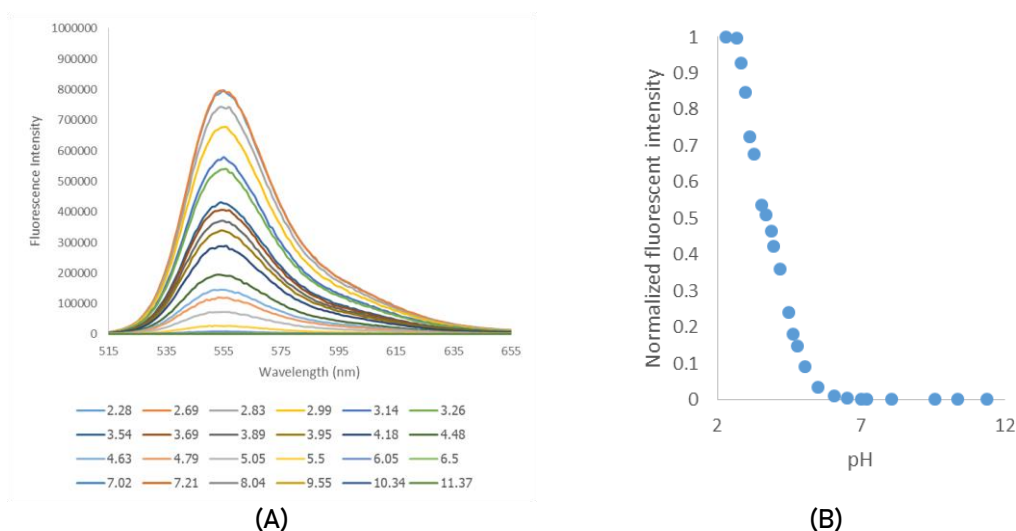 1000000
900000
800000
700000
600000
500000
400000
300000
200000
100000
0
Fluorescence Intensity
515 535 555 575 595 615 635 655
Wavelength (nm)
2.28 2.69 2.83 2.99 3.14 3.26
3.54 3.69 3.89 3.95 4.18 4.48
4.63 4.79 5.05 5.5 6.05 6.5
7.02 7.21 8.04 9.55 10.34 11.37
(A)
1
0.9
0.8
0.7
0.6
0.5
0.4
0.3
0.2
0.1
0
Normalized fluorescent intensity
2 7 12
pH
(B)